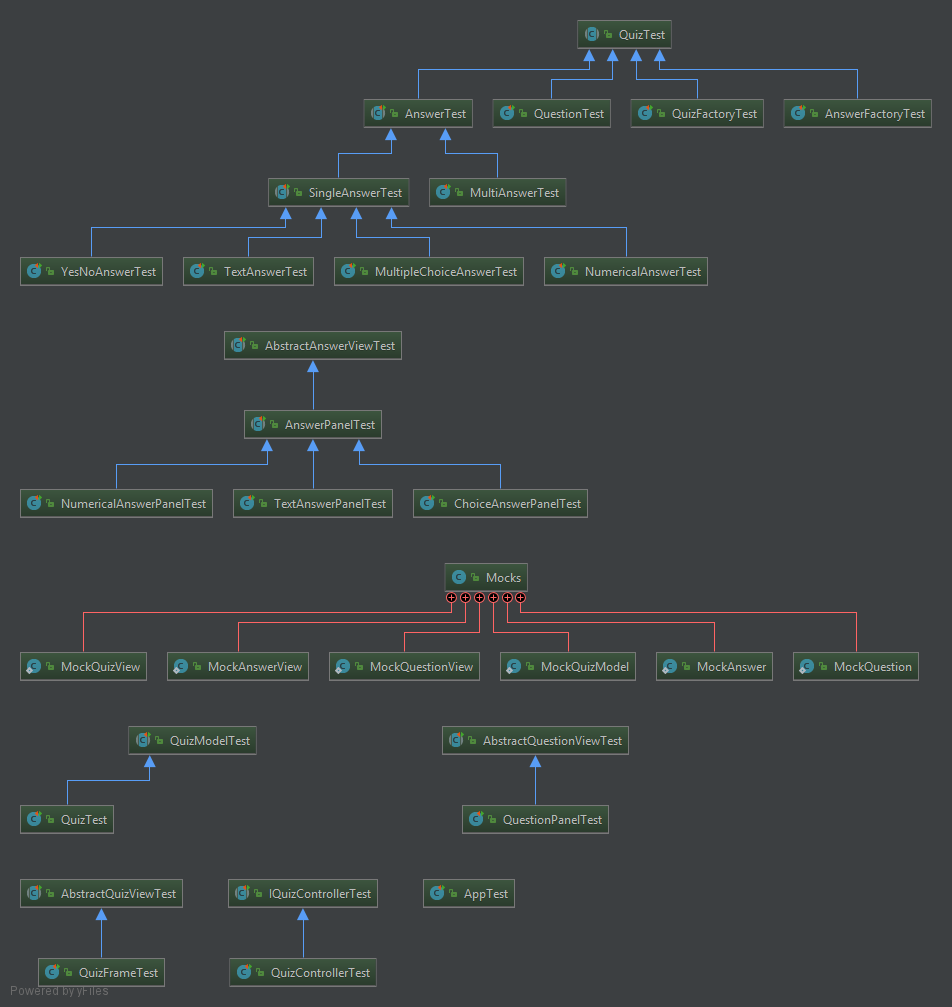 QuizTest
AnswerTest
QuestionTest
QuizFactoryTest
AnswerFactoryTest
SingleAnswerTest
MultiAnswerTest
YesNoAnswerTest
TextAnswerTest
MultipleChoiceAnswerTest
NumericalAnswerTest
AbstractAnswerViewTest
AnswerPanelTest
NumericalAnswerPanelTest
TextAnswerPanelTest
ChoiceAnswerPanelTest
Mocks
MockQuizView
MockAnswerView
MockQuestionView
MockQuizModel
MockAnswer
MockQuestion
QuizModelTest
AbstractQuestionViewTest
QuizTest
QuestionPanelTest
AbstractQuizViewTest
IQuizControllerTest
AppTest
QuizFrameTest
QuizControllerTest
Powered by yFiles